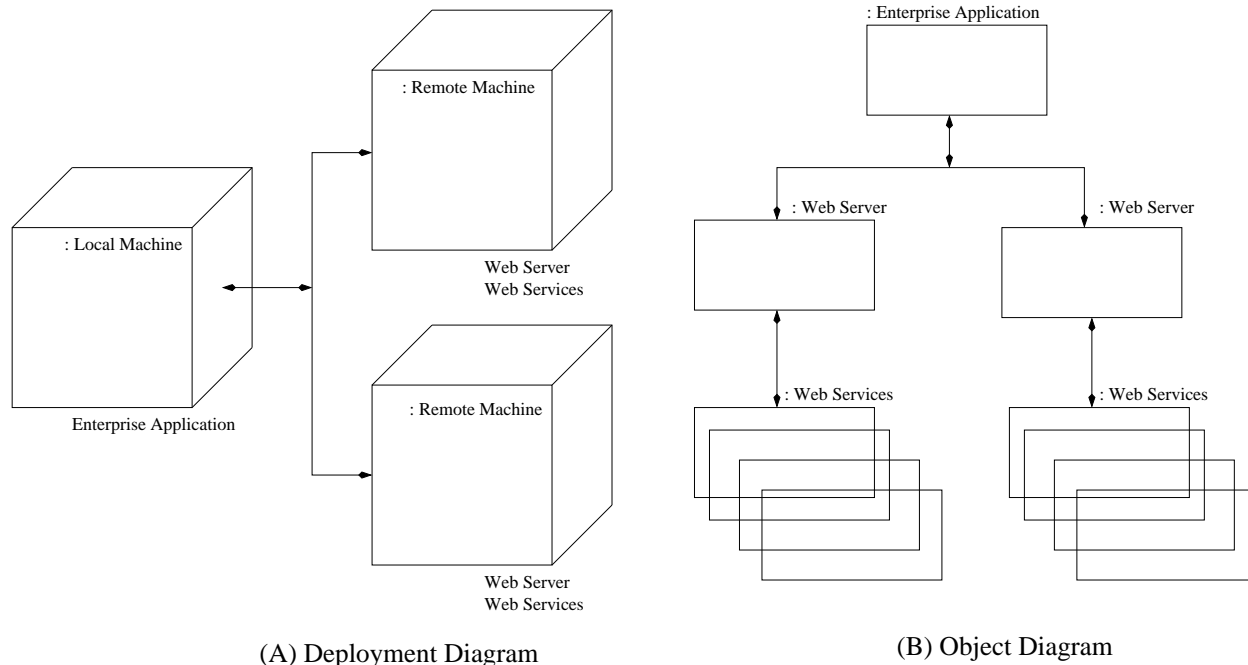 : Remote Machine
: Local Machine
Web Server
Web Services
Enterprise Application
: Remote Machine
Web Server
Web Services
(A) Deployment Diagram
: Enterprise Application
: Web Server
: Web Server
: Web Services
: Web Services
(B) Object Diagram